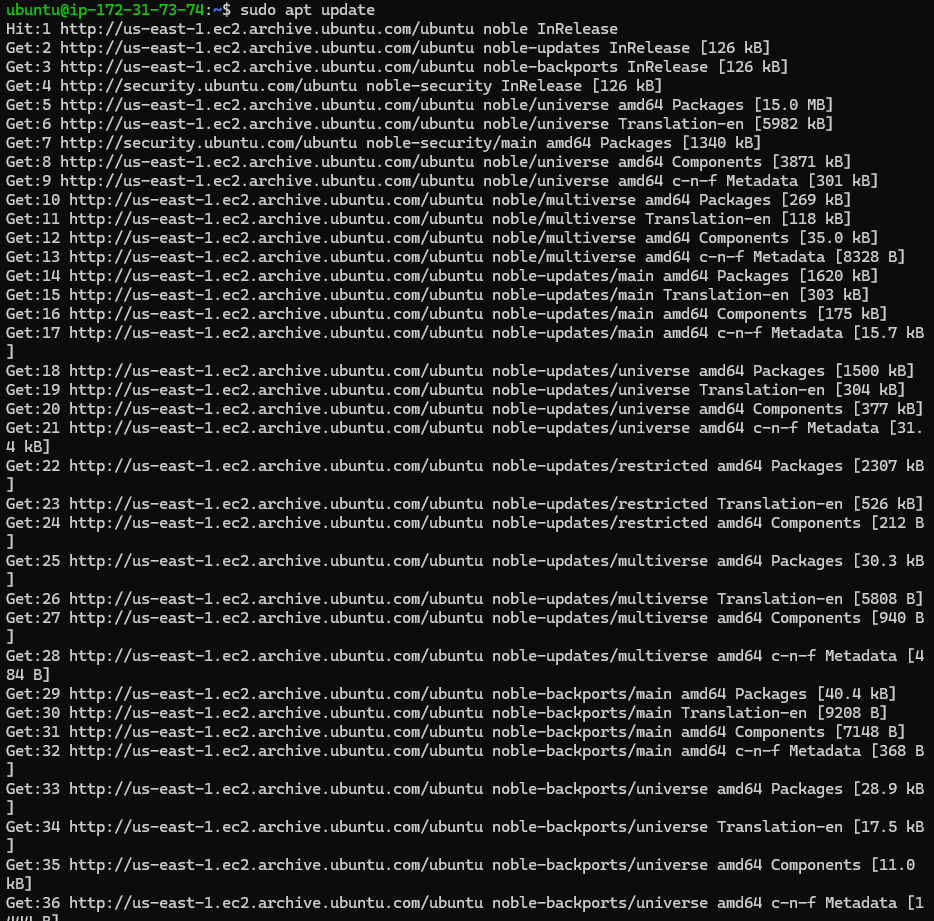 ubuntu@ip-172-31-73-74:~$ sudo apt update
Hit:1 http://us-east-1.ec2.archive.ubuntu.com/ubuntu noble InRelease
Get:2 http://us-east-1.ec2.archive.ubuntu.com/ubuntu noble-updates InRelease [126 kB]
Get:3 http://us-east-1.ec2.archive.ubuntu.com/ubuntu noble-backports InRelease [126 kB]
Get:4 http://security.ubuntu.com/ubuntu noble-security InRelease [126 kB]
Get:5 http://us-east-1.ec2.archive.ubuntu.com/ubuntu noble/universe amd64 Packages [15.0 MB]
Get:6 http://us-east-1.ec2.archive.ubuntu.com/ubuntu noble/universe Translation-en [5982 kB]
Get:7 http://security.ubuntu.com/ubuntu noble-security/main amd64 Packages [1340 kB]
Get:8 http://us-east-1.ec2.archive.ubuntu.com/ubuntu noble/universe amd64 Components [3871 kB]
Get:9 http://us-east-1.ec2.archive.ubuntu.com/ubuntu noble/universe amd64 c-n-f Metadata [301 kB]
Get:10 http://us-east-1.ec2.archive.ubuntu.com/ubuntu noble/multiverse amd64 Packages [269 kB]
Get:11 http://us-east-1.ec2.archive.ubuntu.com/ubuntu noble/multiverse Translation-en [118 kB]
Get:12 http://us-east-1.ec2.archive.ubuntu.com/ubuntu noble/multiverse amd64 Components [35.0 kB]
Get:13 http://us-east-1.ec2.archive.ubuntu.com/ubuntu noble/multiverse amd64 c-n-f Metadata [8328 B]
Get:14 http://us-east-1.ec2.archive.ubuntu.com/ubuntu noble-updates/main amd64 Packages [1620 kB]
Get:15 http://us-east-1.ec2.archive.ubuntu.com/ubuntu noble-updates/main Translation-en [303 kB]
Get:16 http://us-east-1.ec2.archive.ubuntu.com/ubuntu noble-updates/main amd64 Components [175 kB]
Get:17 http://us-east-1.ec2.archive.ubuntu.com/ubuntu noble-updates/main amd64 c-n-f Metadata [15.7 kB
]
Get:18 http://us-east-1.ec2.archive.ubuntu.com/ubuntu noble-updates/universe amd64 Packages [1500 kB]
Get:19 http://us-east-1.ec2.archive.ubuntu.com/ubuntu noble-updates/universe Translation-en [304 kB]
Get:20 http://us-east-1.ec2.archive.ubuntu.com/ubuntu noble-updates/universe amd64 Components [377 kB]
Get:21 http://us-east-1.ec2.archive.ubuntu.com/ubuntu noble-updates/universe amd64 c-n-f Metadata [31.
4 kB]
Get:22 http://us-east-1.ec2.archive.ubuntu.com/ubuntu noble-updates/restricted amd64 Packages [2307 kB
]
Get:23 http://us-east-1.ec2.archive.ubuntu.com/ubuntu noble-updates/restricted Translation-en [526 kB]
Get:24 http://us-east-1.ec2.archive.ubuntu.com/ubuntu noble-updates/restricted amd64 Components [212 B
]
Get:25 http://us-east-1.ec2.archive.ubuntu.com/ubuntu noble-updates/multiverse amd64 Packages [30.3 kB
]
Get:26 http://us-east-1.ec2.archive.ubuntu.com/ubuntu noble-updates/multiverse Translation-en [5808 B]
Get:27 http://us-east-1.ec2.archive.ubuntu.com/ubuntu noble-updates/multiverse amd64 Components [940 B
]
Get:28 http://us-east-1.ec2.archive.ubuntu.com/ubuntu noble-updates/multiverse amd64 c-n-f Metadata [4
84 B]
Get:29 http://us-east-1.ec2.archive.ubuntu.com/ubuntu noble-backports/main amd64 Packages [40.4 kB]
Get:30 http://us-east-1.ec2.archive.ubuntu.com/ubuntu noble-backports/main Translation-en [9208 B]
Get:31 http://us-east-1.ec2.archive.ubuntu.com/ubuntu noble-backports/main amd64 Components [7148 B]
Get:32 http://us-east-1.ec2.archive.ubuntu.com/ubuntu noble-backports/main amd64 c-n-f Metadata [368 B
]
Get:33 http://us-east-1.ec2.archive.ubuntu.com/ubuntu noble-backports/universe amd64 Packages [28.9 kB
]
Get:34 http://us-east-1.ec2.archive.ubuntu.com/ubuntu noble-backports/universe Translation-en [17.5 kB
]
Get:35 http://us-east-1.ec2.archive.ubuntu.com/ubuntu noble-backports/universe amd64 Components [11.0
kB]
Get:36 http://us-east-1.ec2.archive.ubuntu.com/ubuntu noble-backports/universe amd64 c-n-f Metadata [1